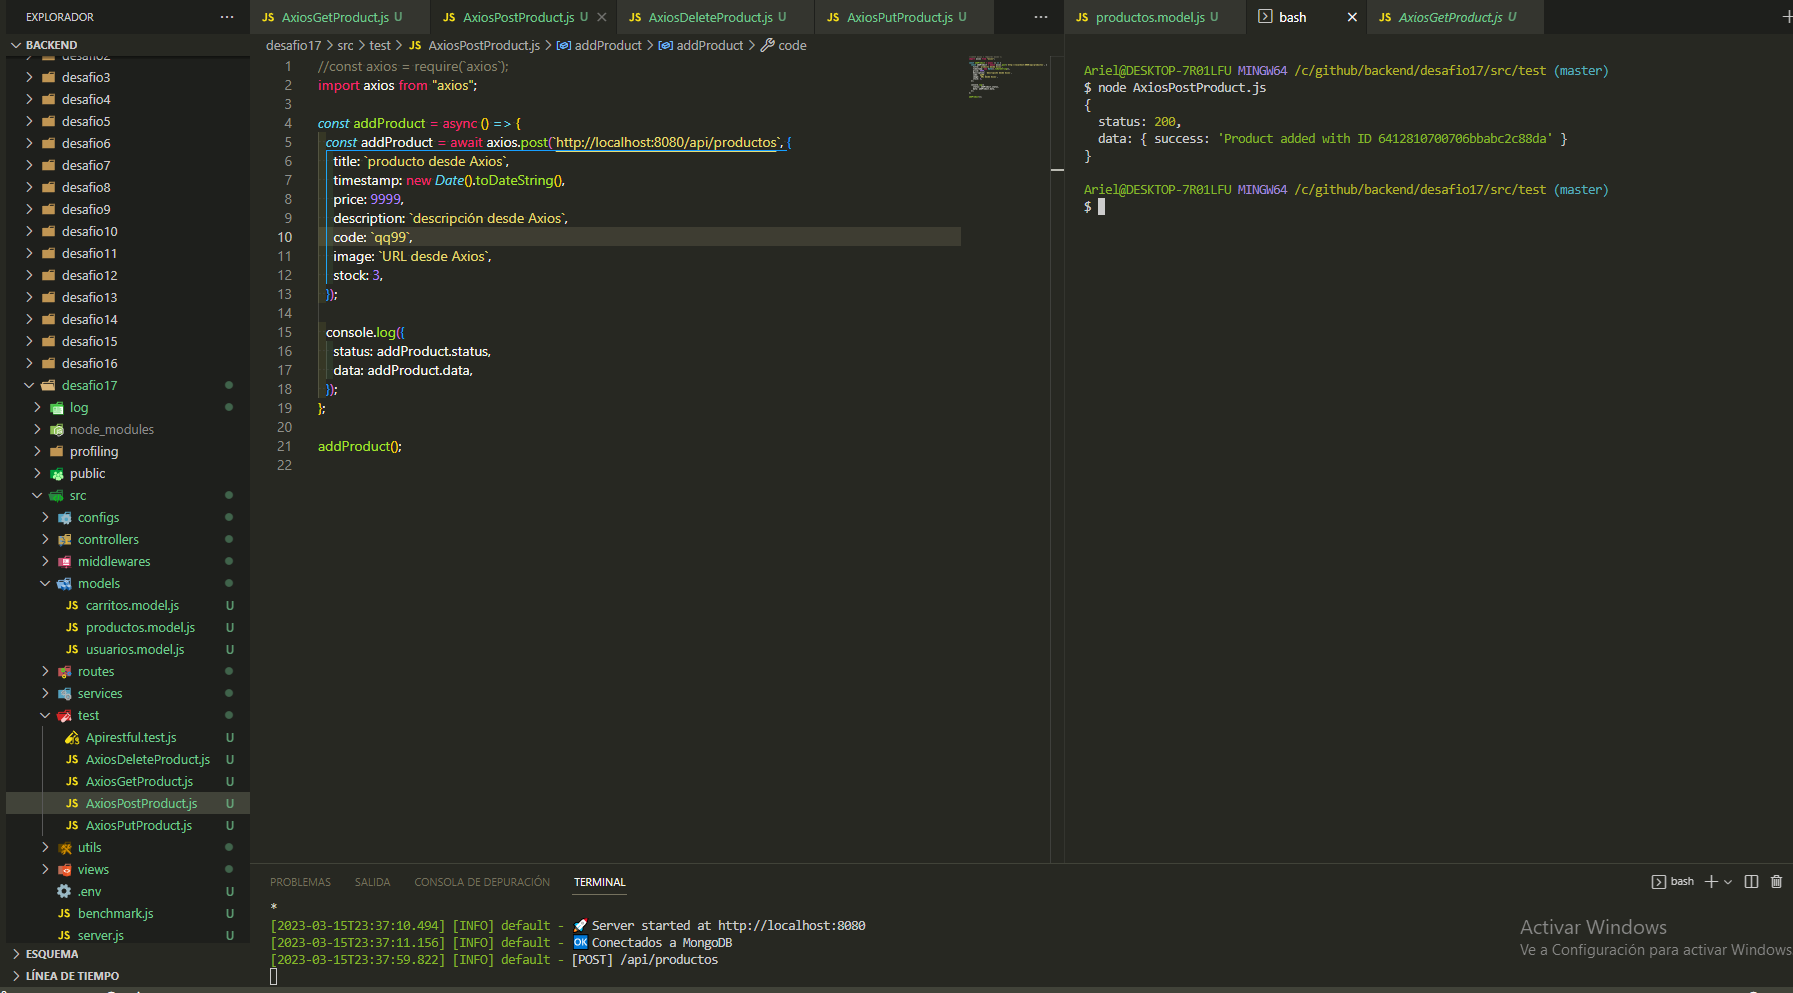 EXPLORADOR
BACKEND
desafio2
desafio3
desafio4
desafio5
desafio6
desafio7
desafio8
desafio9
desafio10
desafio11
desafio12
desafio13
desafio14
desafio15
desafio16
desafio17
log
node_modules
profiling
public
src
configs
controllers
middlewares
models
JS carritos.model.js U
JS productos.model.js U
JS usuarios.model.js U
routes
services
test
Apirestful.test.js U
JS AxiosDeleteProduct.js U
JS AxiosGetProduct.js U
JS AxiosPostProduct.js U
JS AxiosPutProduct.js U
utils
views
.env U
JS benchmark.js U
JS server.js U
ESQUEMA
LÍNEA DE TIEMPO
JS AxiosGetProduct.js U
JS AxiosPostProduct.js U
JS AxiosDeleteProduct.js U
JS AxiosPutProduct.js U
desafio17 > src > test > JS AxiosPostProduct.js > addProduct > addProduct > code
1 //const axios = require(`axios`);
2 import axios from "axios";
3
4 const addProduct = async () => {
5 const addProduct = await axios.post(`http://localhost:8080/api/productos`, {
6 title: `producto desde Axios`,
7 timestamp: new Date().toDateString(),
8 price: 9999,
9 description: `descripción desde Axios`,
10 code: `qq99`,
11 image: `URL desde Axios`,
12 stock: 3,
13 });
14
15 console.log({
16 status: addProduct.status,
17 data: addProduct.data,
18 });
19 };
20
21 addProduct();
22
JS productos.model.js U
bash
JS AxiosGetProduct.js U
Ariel@DESKTOP-7R01LFU MINGW64 /c/github/backend/desafio17/src/test (master)
$ node AxiosPostProduct.js
{
status: 200,
data: { success: 'Product added with ID 6412810700706bbabc2c88da' }
}
Ariel@DESKTOP-7R01LFU MINGW64 /c/github/backend/desafio17/src/test (master)
$
PROBLEMAS SALIDA CONSOLA DE DEPURACIÓN TERMINAL
bash
*
[2023-03-15T23:37:10.494] [INFO] default - 🚀 Server started at http://localhost:8080
[2023-03-15T23:37:11.156] [INFO] default - 🆗 Conectados a MongoDB
[2023-03-15T23:37:59.822] [INFO] default - [POST] /api/productos
Activar Windows
Ve a Configuración para activar Windows